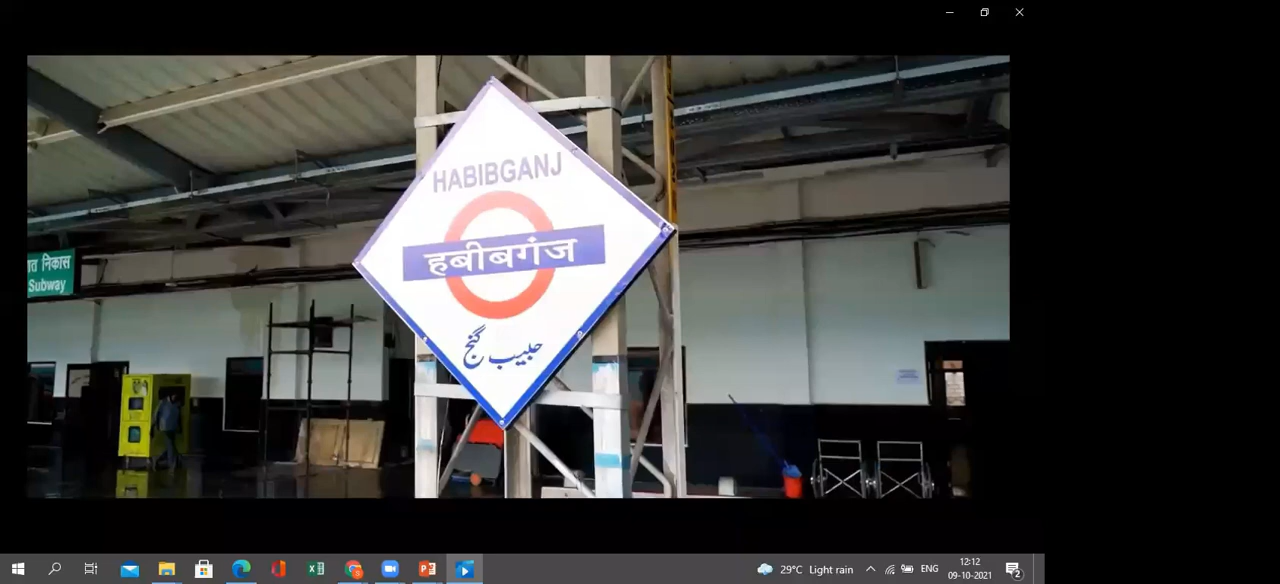 HABIBGANJ
हबीबगंज
حبیب گنج
त निकास
Subway
29°C Light rain
ENG
12:12
09-10-2021
2